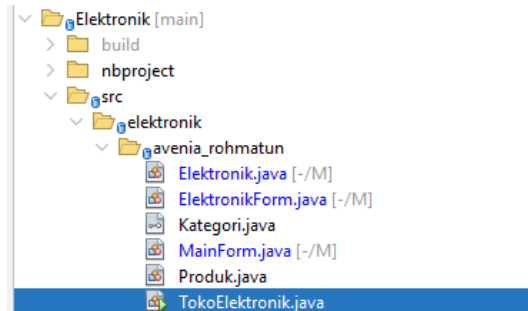 Elektronik [main]
build
nbproject
src
elektronik
avenia_rohmatun
Elektronik.java [-/M]
ElektronikForm.java [-/M]
Kategori.java
MainForm.java [-/M]
Produk.java
TokoElektronik.java